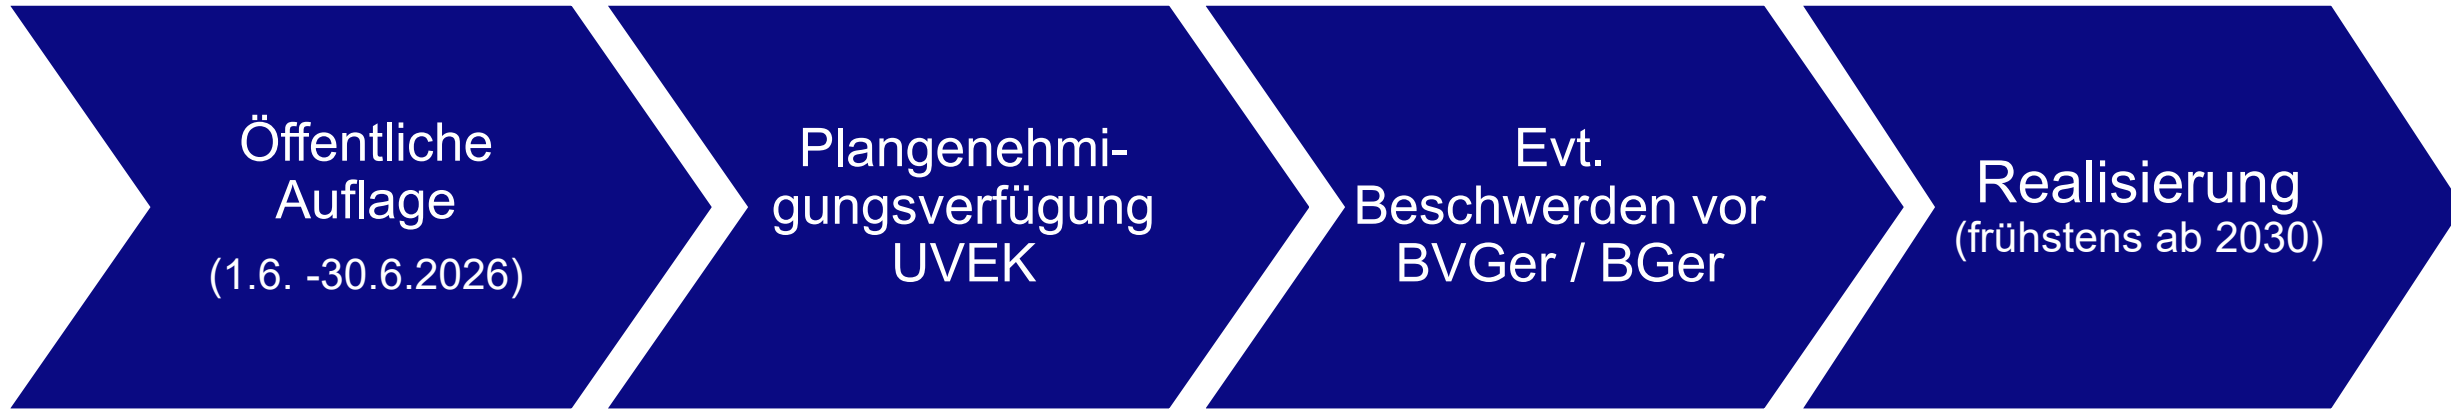 Öffentliche
Auflage
(1.6. -30.6.2026)
Plangenehmi-
gungsverfügung
UVEK
Evt.
Beschwerden vor
BVGer / BGer
Realisierung
(frühstens ab 2030)